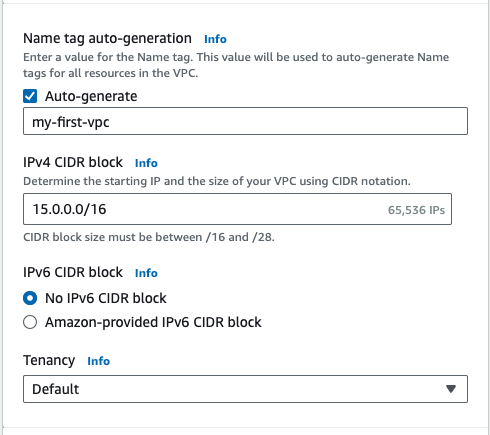 Name tag auto-generation Info
Enter a value for the Name tag. This value will be used to auto-generate Name
tags for all resources in the VPC.
Auto-generate
my-first-vpc
IPv4 CIDR block Info
Determine the starting IP and the size of your VPC using CIDR notation.
15.0.0.0/16 65,536 IPs
CIDR block size must be between /16 and /28.
IPv6 CIDR block Info
No IPv6 CIDR block
Amazon-provided IPv6 CIDR block
Tenancy Info
Default